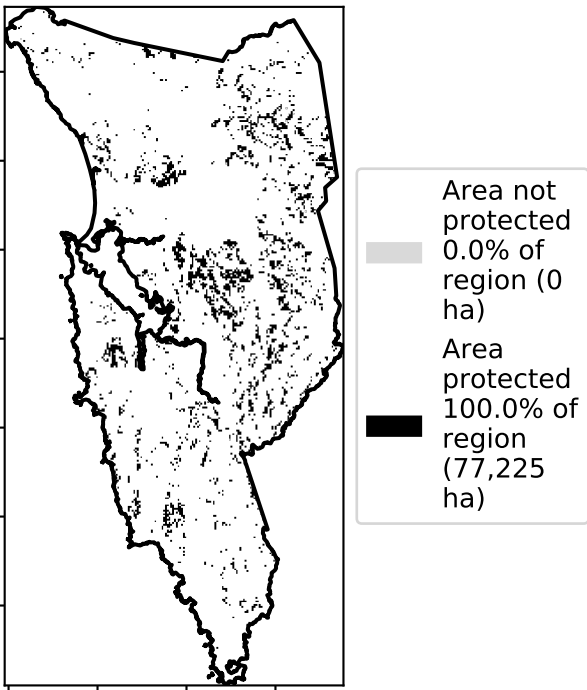 Area not
protected
0.0% of
region (0
ha)
Area
protected
100.0% of
region
(77,225
ha)